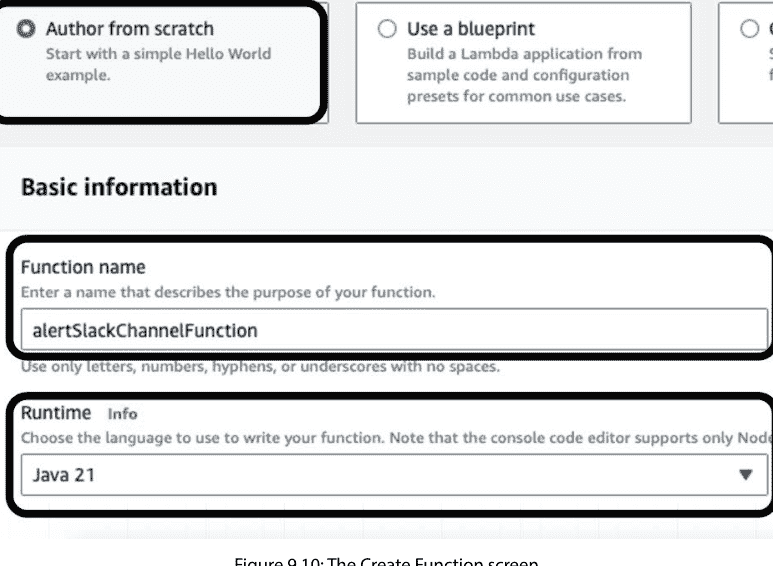 Author from scratch
Start with a simple Hello World
example.
Use a blueprint
Build a Lambda application from
sample code and configuration
presets for common use cases.
Basic information
Function name
Enter a name that describes the purpose of your function.
alertSlackChannelFunction
Use only letters, numbers, hyphens, or underscores with no spaces.
Runtime Info
Choose the language to use to write your function. Note that the console code editor supports only Node
Java 21
Figure 9.10: The Create Function screen